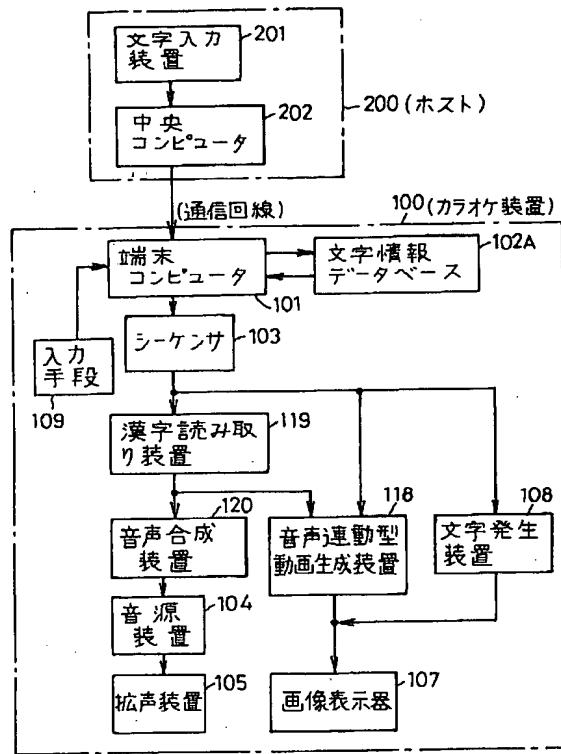 文字入力
装置
201
中央
コンピュータ
202
200(ホスト)
(通信回線)
100(カラオケ装置)
端末
コンピュータ
101
文字情報
データベース
102A
シーケンサ
103
入力
手段
109
漢字読み取
り装置
119
音声合成
装置
120
音声連動型
動画生成装置
118
文字発生
装置
108
音源
装置
104
拡声装置
105
画像表示器
107